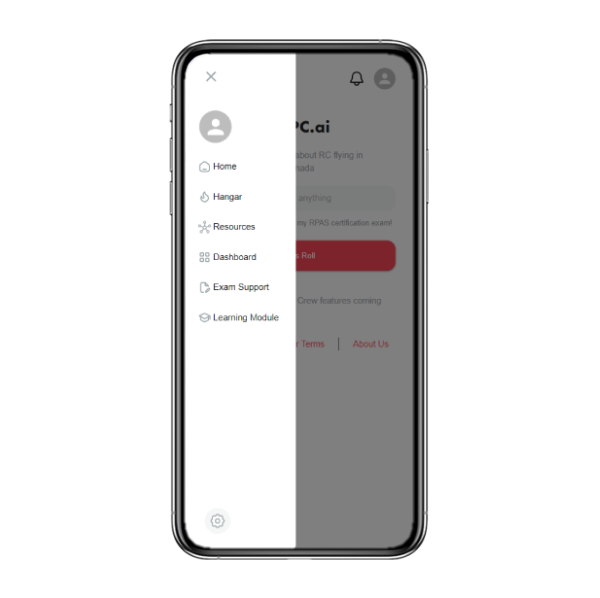 PC.ai
about RC flying in
Home
anything
Hangar
my RPAS certification exam!
Resources
Dashboard
s Roll
Exam Support
Crew features coming
Learning Module
r Terms | About Us